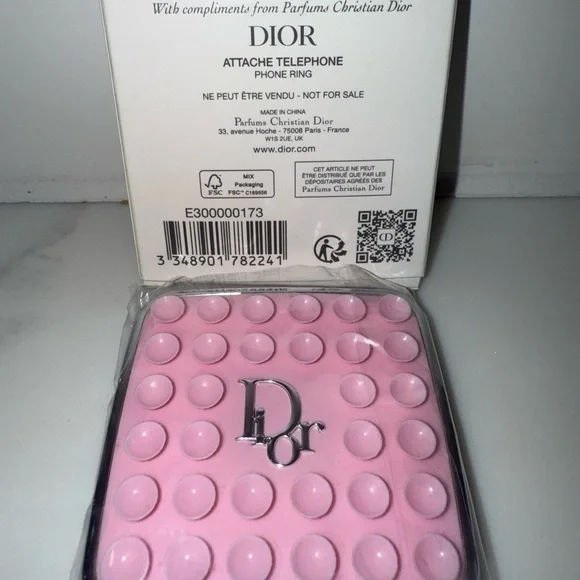 With compliments from Parfums Christian Dior
DIOR
ATTACHE TELEPHONE
PHONE RING
NE PEUT ÊTRE VENDU - NOT FOR SALE
MADE IN CHINA
Parfums Christian Dior
33, avenue Hoche - 75008 Paris - France
W1S 2UE, UK
www.dior.com
FSC
MIX
Packaging
FSC™ C189856
CET ARTICLE NE PEUT
ÊTRE DISTRIBUÉ QUE PAR LES
DÉPOSITAIRES AGRÉÉS DES
Parfums Christian Dior
E300000173
3 348901 782241
CD
Dior